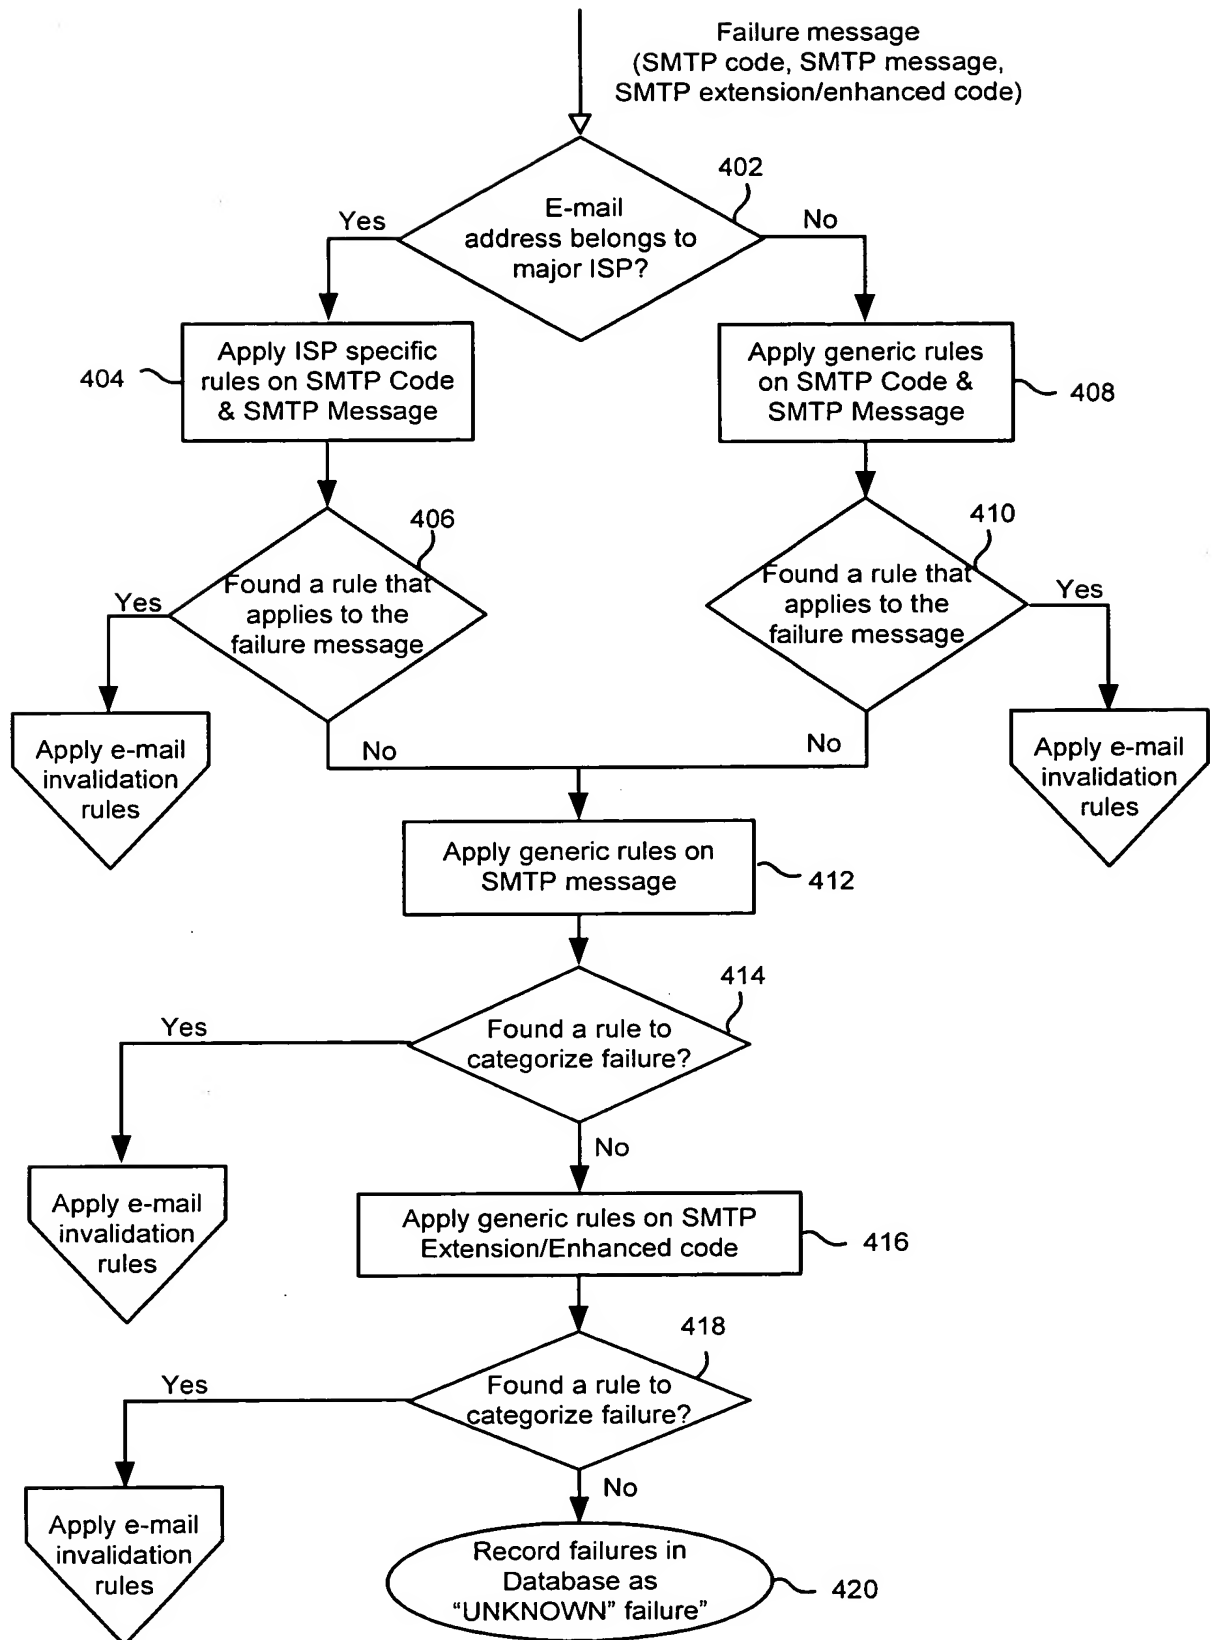 Failure message
(SMTP code, SMTP message,
SMTP extension/enhanced code)
402
E-mail
address belongs to
major ISP?
Yes
No
404
Apply ISP specific
rules on SMTP Code
& SMTP Message
Apply generic rules
on SMTP Code &
SMTP Message
408
406
Found a rule that
applies to the
failure message
Yes
410
Found a rule that
applies to the
failure message
Yes
Apply e-mail
invalidation
rules
No
No
Apply e-mail
invalidation
rules
Apply generic rules on
SMTP message
412
414
Found a rule to
categorize failure?
Yes
No
Apply e-mail
invalidation
rules
Apply generic rules on SMTP
Extension/Enhanced code
416
418
Found a rule to
categorize failure?
Yes
No
Apply e-mail
invalidation
rules
Record failures in
Database as
“UNKNOWN” failure”
420